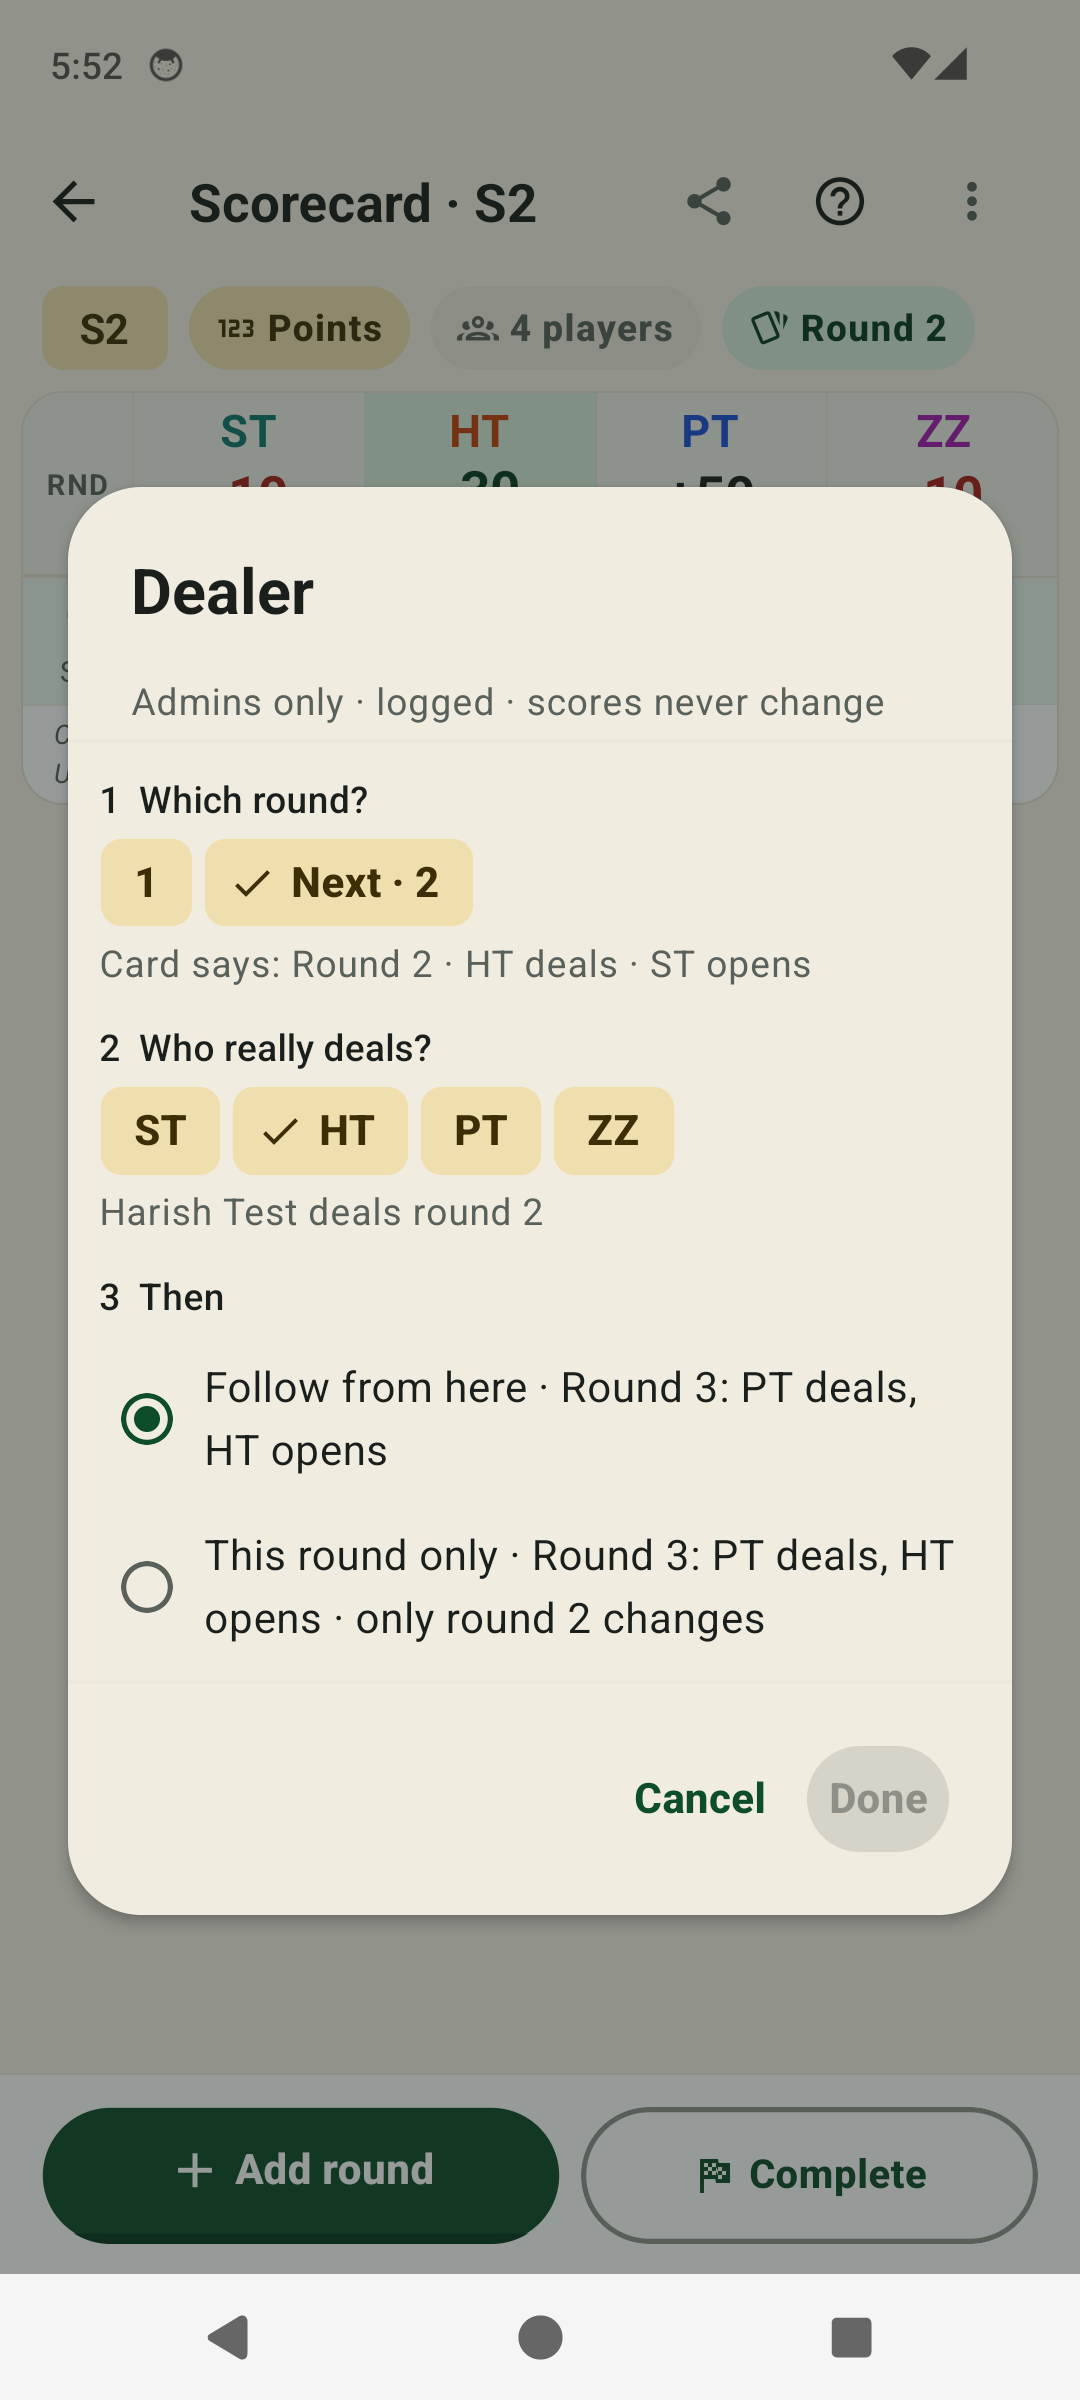 5:52
Scorecard · S2
S2
123 Points
4 players
Round 2
ST
HT
PT
ZZ
RND
Dealer
Admins only · logged · scores never change
1 Which round?
1
Next · 2
Card says: Round 2 · HT deals · ST opens
2 Who really deals?
ST
HT
PT
ZZ
Harish Test deals round 2
3 Then
Follow from here · Round 3: PT deals,
HT opens
This round only · Round 3: PT deals, HT
opens · only round 2 changes
Cancel
Done
Add round
Complete